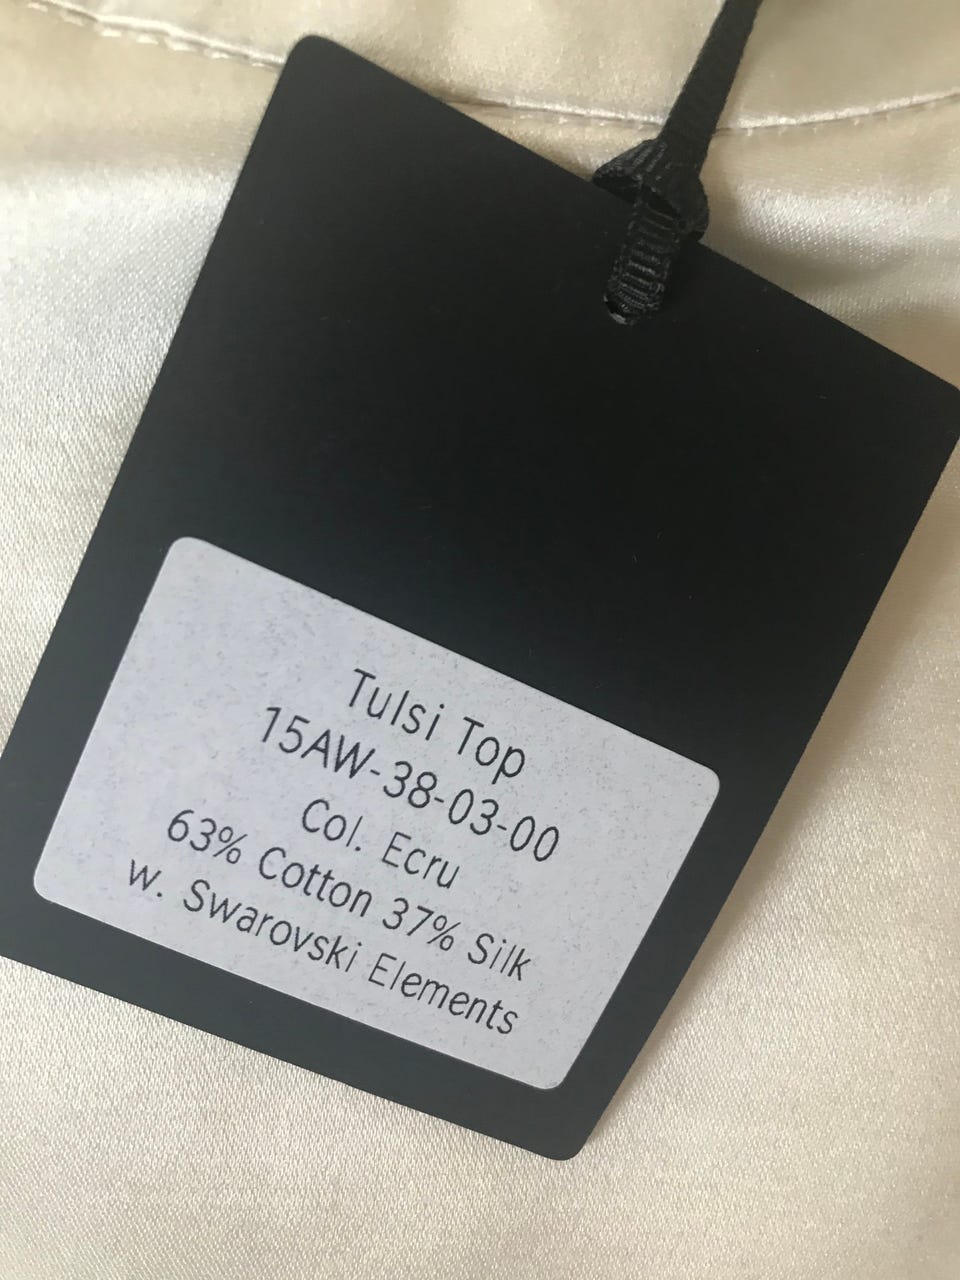 Tulsi Top
15AW-38-03-00
Col. Ecru
63% Cotton 37% Silk
w. Swarovski Elements